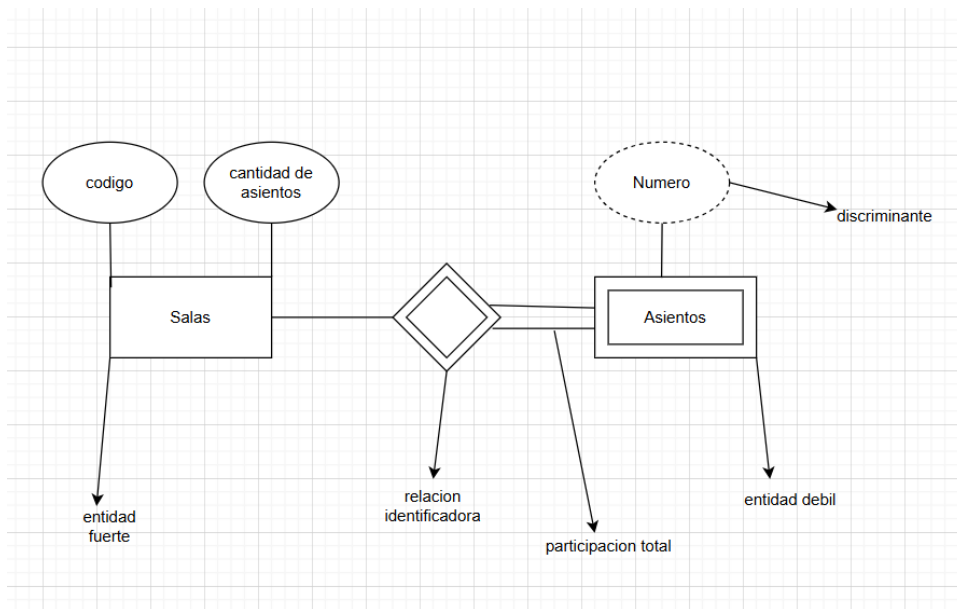 codigo
cantidad de
asientos
Numero
discriminante
Salas
Asientos
entidad
fuerte
relacion
identificadora
participacion total
entidad debil